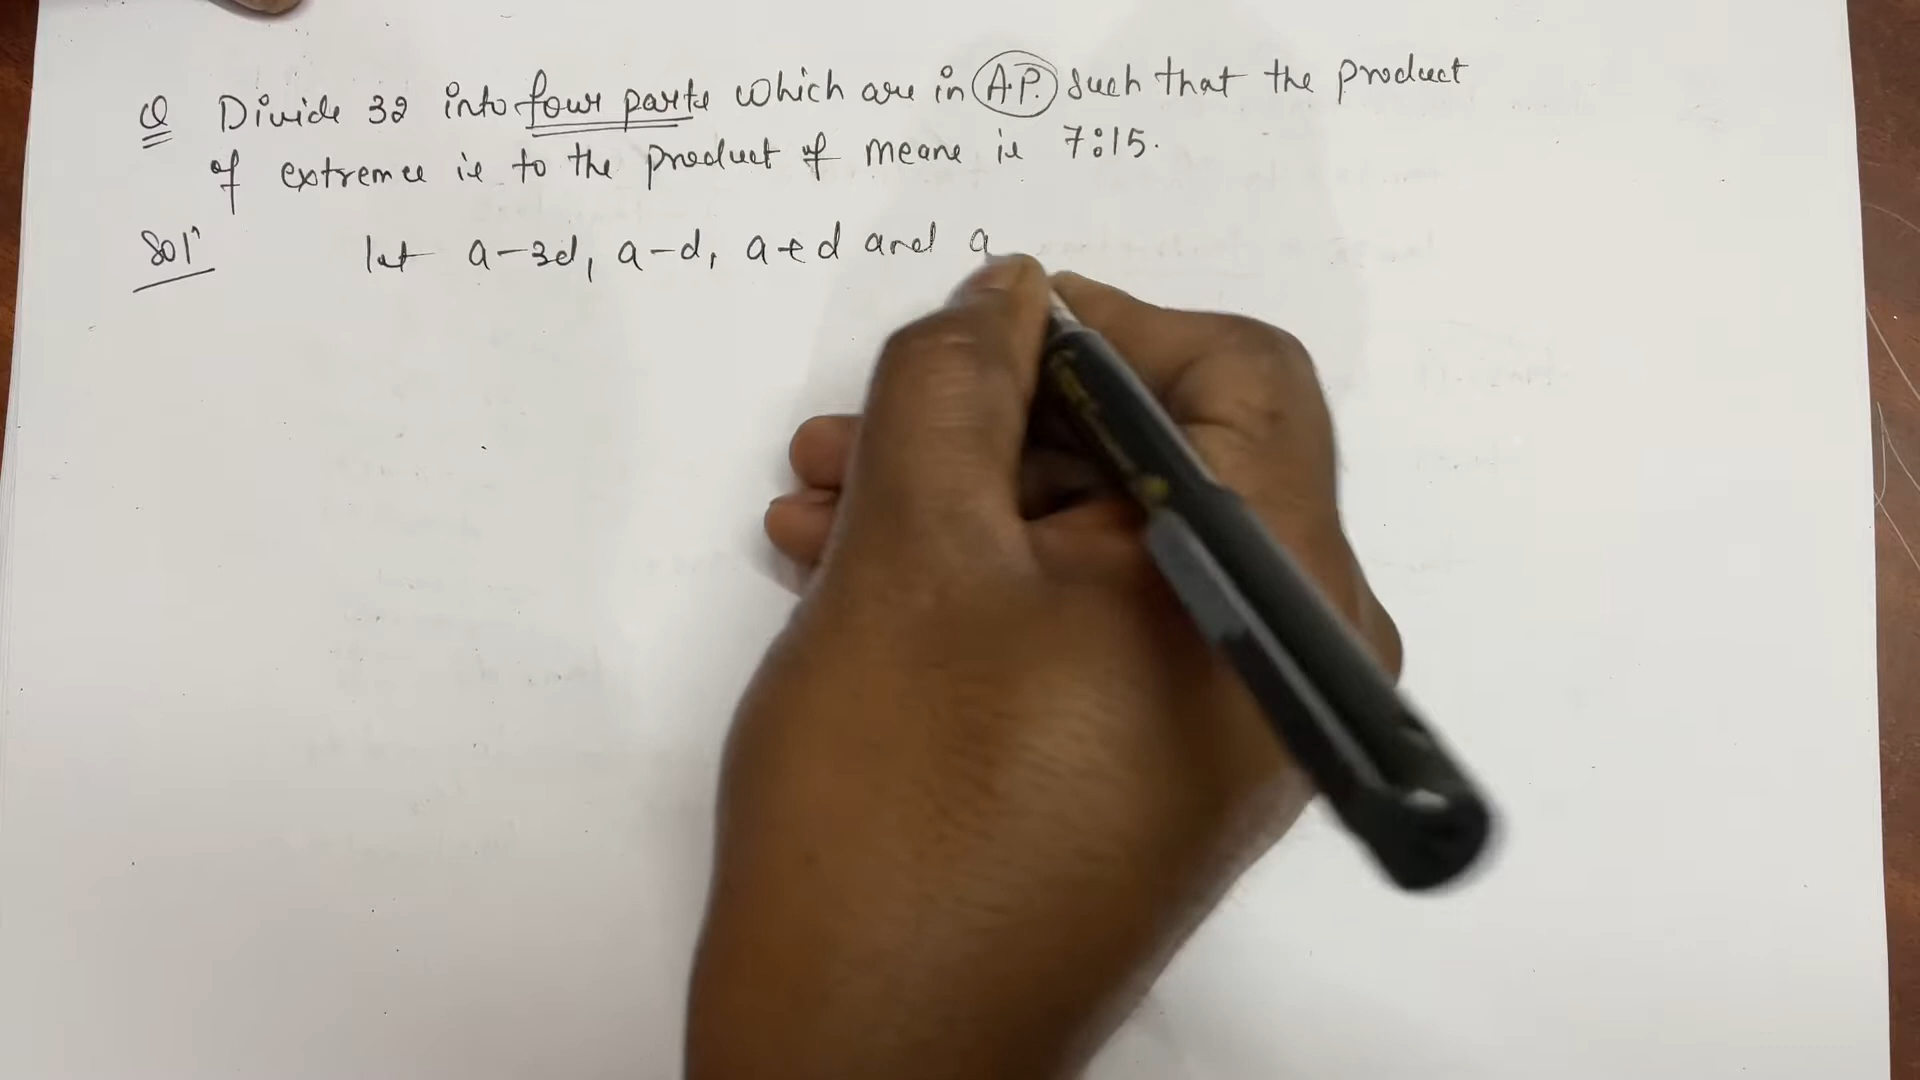 Q Divide 32 into four parts which are in A.P. such that the product
of extremes is to the product of means is 7:15.
Solⁿ let a-3d, a-d, a+d and a